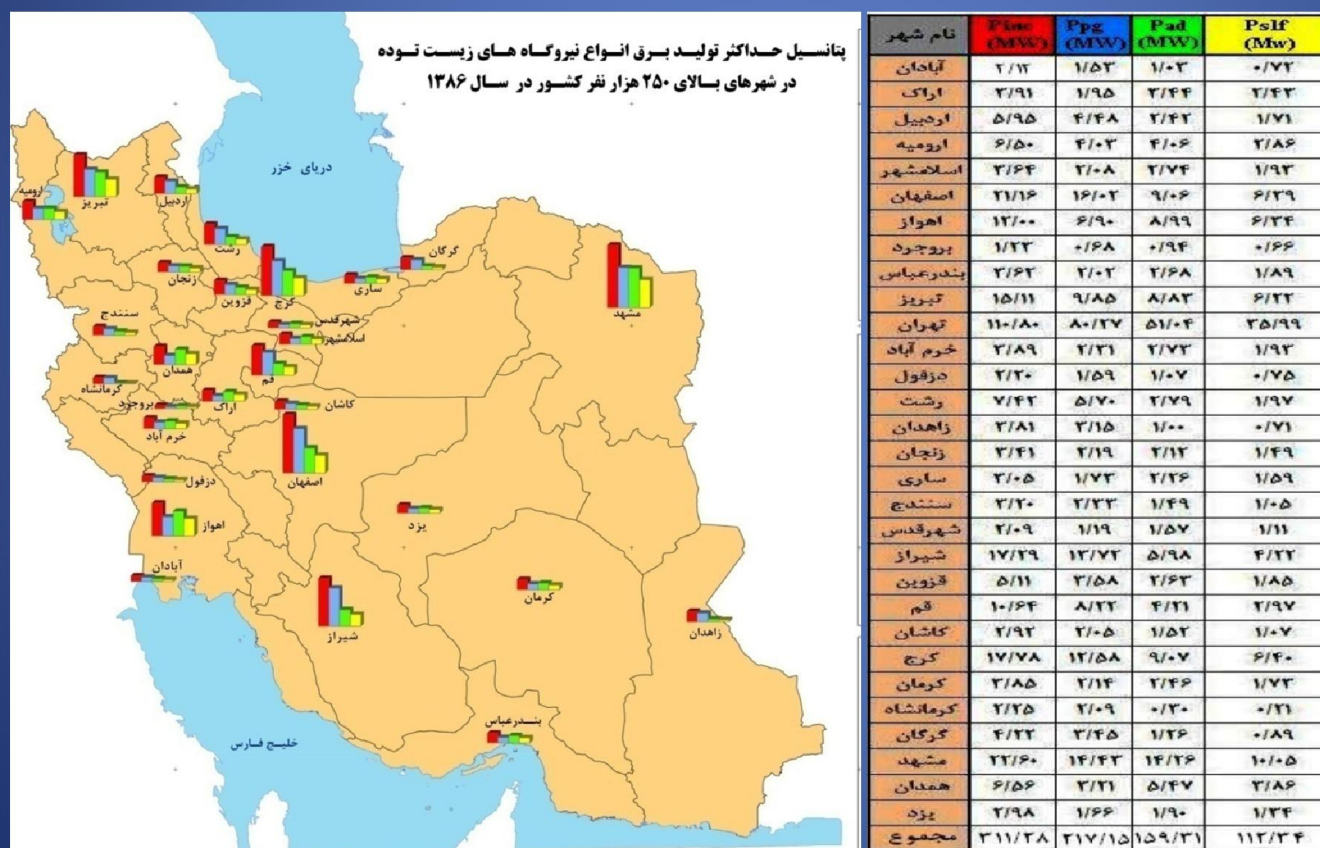 پتانسیل حداکثر تولید برق انواع نیروگاه های زیست توده
در شهرهای بالای ۲۵۰ هزار نفر کشور در سال ۱۳۸۶
دریای خزر
ارومیه
تبریز
اردبیل
رشت
گرگان
زنجان
قزوین
کرج
ساری
مشهد
سنندج
شهرقدس
اسلامشهر
همدان
قم
کرمانشاه
بروجرد
اراک
کاشان
خرم آباد
اصفهان
دزفول
اهواز
یزد
آبادان
شیراز
کرمان
زاهدان
بندرعباس
خلیج فارس
نام شهر Pinc (MW) Ppg (MW) Pad (MW) Pslf (Mw)
آبادان ۲/۱۲ ۱/۵۳ ۱/۰۳ ۰/۷۲
اراک ۳/۹۱ ۱/۹۵ ۳/۴۴ ۲/۴۳
اردبیل ۵/۹۵ ۴/۴۸ ۲/۴۲ ۱/۷۱
ارومیه ۶/۵۰ ۴/۰۳ ۴/۰۶ ۲/۸۶
اسلامشهر ۳/۶۴ ۲/۰۸ ۲/۷۴ ۱/۹۳
اصفهان ۲۱/۱۶ ۱۶/۰۲ ۹/۰۶ ۶/۳۹
اهواز ۱۲/۰۰ ۶/۹۰ ۸/۹۹ ۶/۳۴
بروجرد ۱/۲۳ ۰/۶۸ ۰/۹۴ ۰/۶۶
بندرعباس ۳/۶۲ ۲/۰۲ ۲/۶۸ ۱/۸۹
تبریز ۱۵/۱۱ ۹/۸۵ ۸/۸۳ ۶/۲۲
تهران ۱۱۰/۸۰ ۸۰/۲۷ ۵۱/۰۴ ۳۵/۹۹
خرم آباد ۳/۸۹ ۲/۳۱ ۲/۷۳ ۱/۹۳
دزفول ۲/۲۰ ۱/۵۹ ۱/۰۷ ۰/۷۵
رشت ۷/۴۲ ۵/۷۰ ۲/۷۹ ۱/۹۷
زاهدان ۳/۸۱ ۳/۱۵ ۱/۰۰ ۰/۷۱
زنجان ۳/۴۱ ۲/۱۹ ۲/۱۲ ۱/۴۹
ساری ۳/۰۵ ۱/۷۳ ۲/۲۶ ۱/۵۹
سنندج ۳/۲۰ ۲/۳۳ ۱/۴۹ ۱/۰۵
شهرقدس ۲/۰۹ ۱/۱۹ ۱/۵۷ ۱/۱۱
شیراز ۱۷/۲۹ ۱۳/۷۲ ۵/۹۸ ۴/۲۲
قزوین ۵/۱۱ ۳/۵۸ ۲/۶۳ ۱/۸۵
قم ۱۰/۶۴ ۸/۲۲ ۴/۲۱ ۲/۹۷
کاشان ۲/۹۲ ۲/۰۵ ۱/۵۲ ۱/۰۷
کرج ۱۷/۷۸ ۱۲/۵۸ ۹/۰۷ ۶/۴۰
کرمان ۳/۸۵ ۲/۱۴ ۲/۴۶ ۱/۷۳
کرمانشاه ۲/۲۵ ۲/۰۹ ۰/۳۰ ۰/۲۱
گرگان ۴/۲۲ ۳/۴۵ ۱/۲۶ ۰/۸۹
مشهد ۲۲/۶۰ ۱۴/۴۳ ۱۴/۲۶ ۱۰/۰۵
همدان ۶/۵۶ ۳/۲۱ ۵/۴۷ ۳/۸۶
یزد ۲/۹۸ ۱/۶۶ ۱/۹۰ ۱/۳۴
مجموع ۳۱۱/۲۸ ۲۱۷/۱۵ ۱۵۹/۳۱ ۱۱۲/۳۴